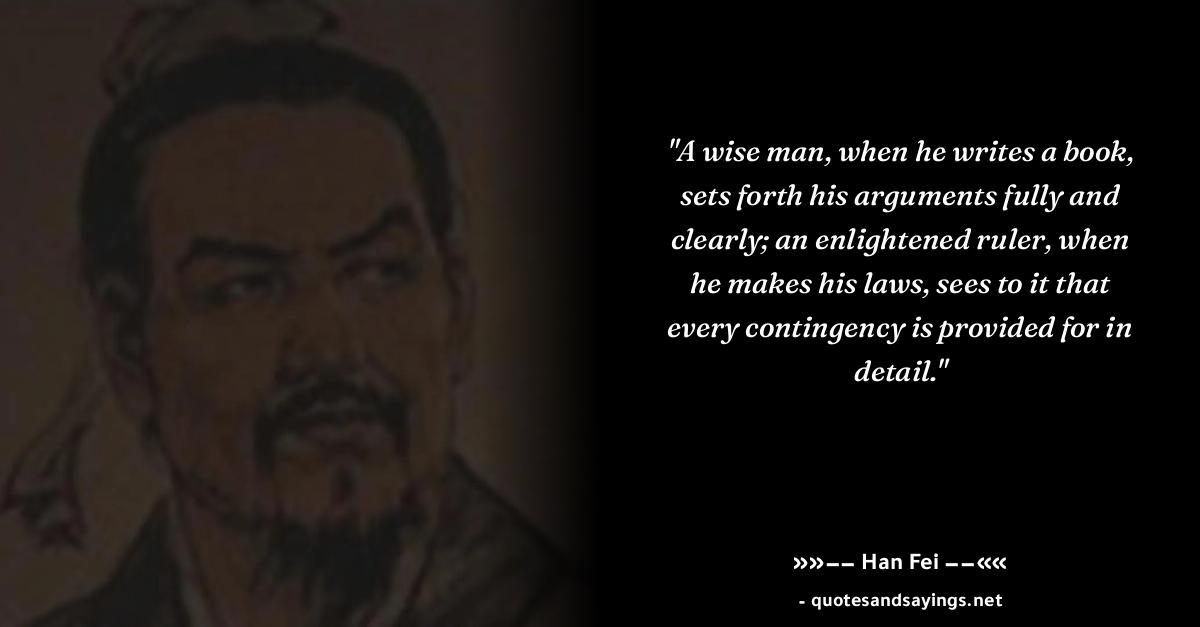 "A wise man, when he writes a book,
sets forth his arguments fully and
clearly; an enlightened ruler, when
he makes his laws, sees to it that
every contingency is provided for in
detail."
»»−− Han Fei −−««
- quotesandsayings.net